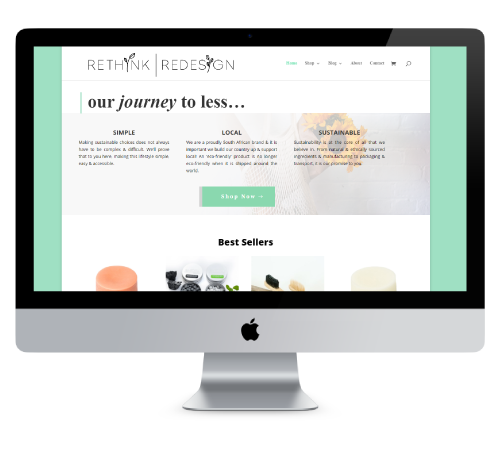 RETHINK | REDESIGN
Home Shop Blog About Contact
our journey to less…
SIMPLE
Making sustainable choices does not always
have to be complex & difficult. We'll prove
that to you here, making this lifestyle simple,
easy & accessible.
LOCAL
We are a proudly South African brand & it is
important we build our country up & support
local! An 'eco-friendly' product is no longer
eco-friendly when it is shipped around the
world.
SUSTAINABLE
Sustainability is at the core of all that we
believe in. From natural & ethically sourced
ingredients & manufacturing to packaging &
transport, it is our promise to you.
Shop Now →
Best Sellers